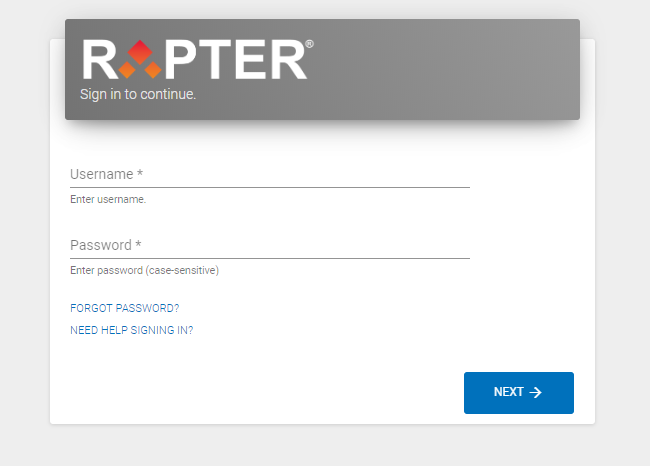 RAPTER®
Sign in to continue.
Username *
Enter username.
Password *
Enter password (case-sensitive)
FORGOT PASSWORD?
NEED HELP SIGNING IN?
NEXT →